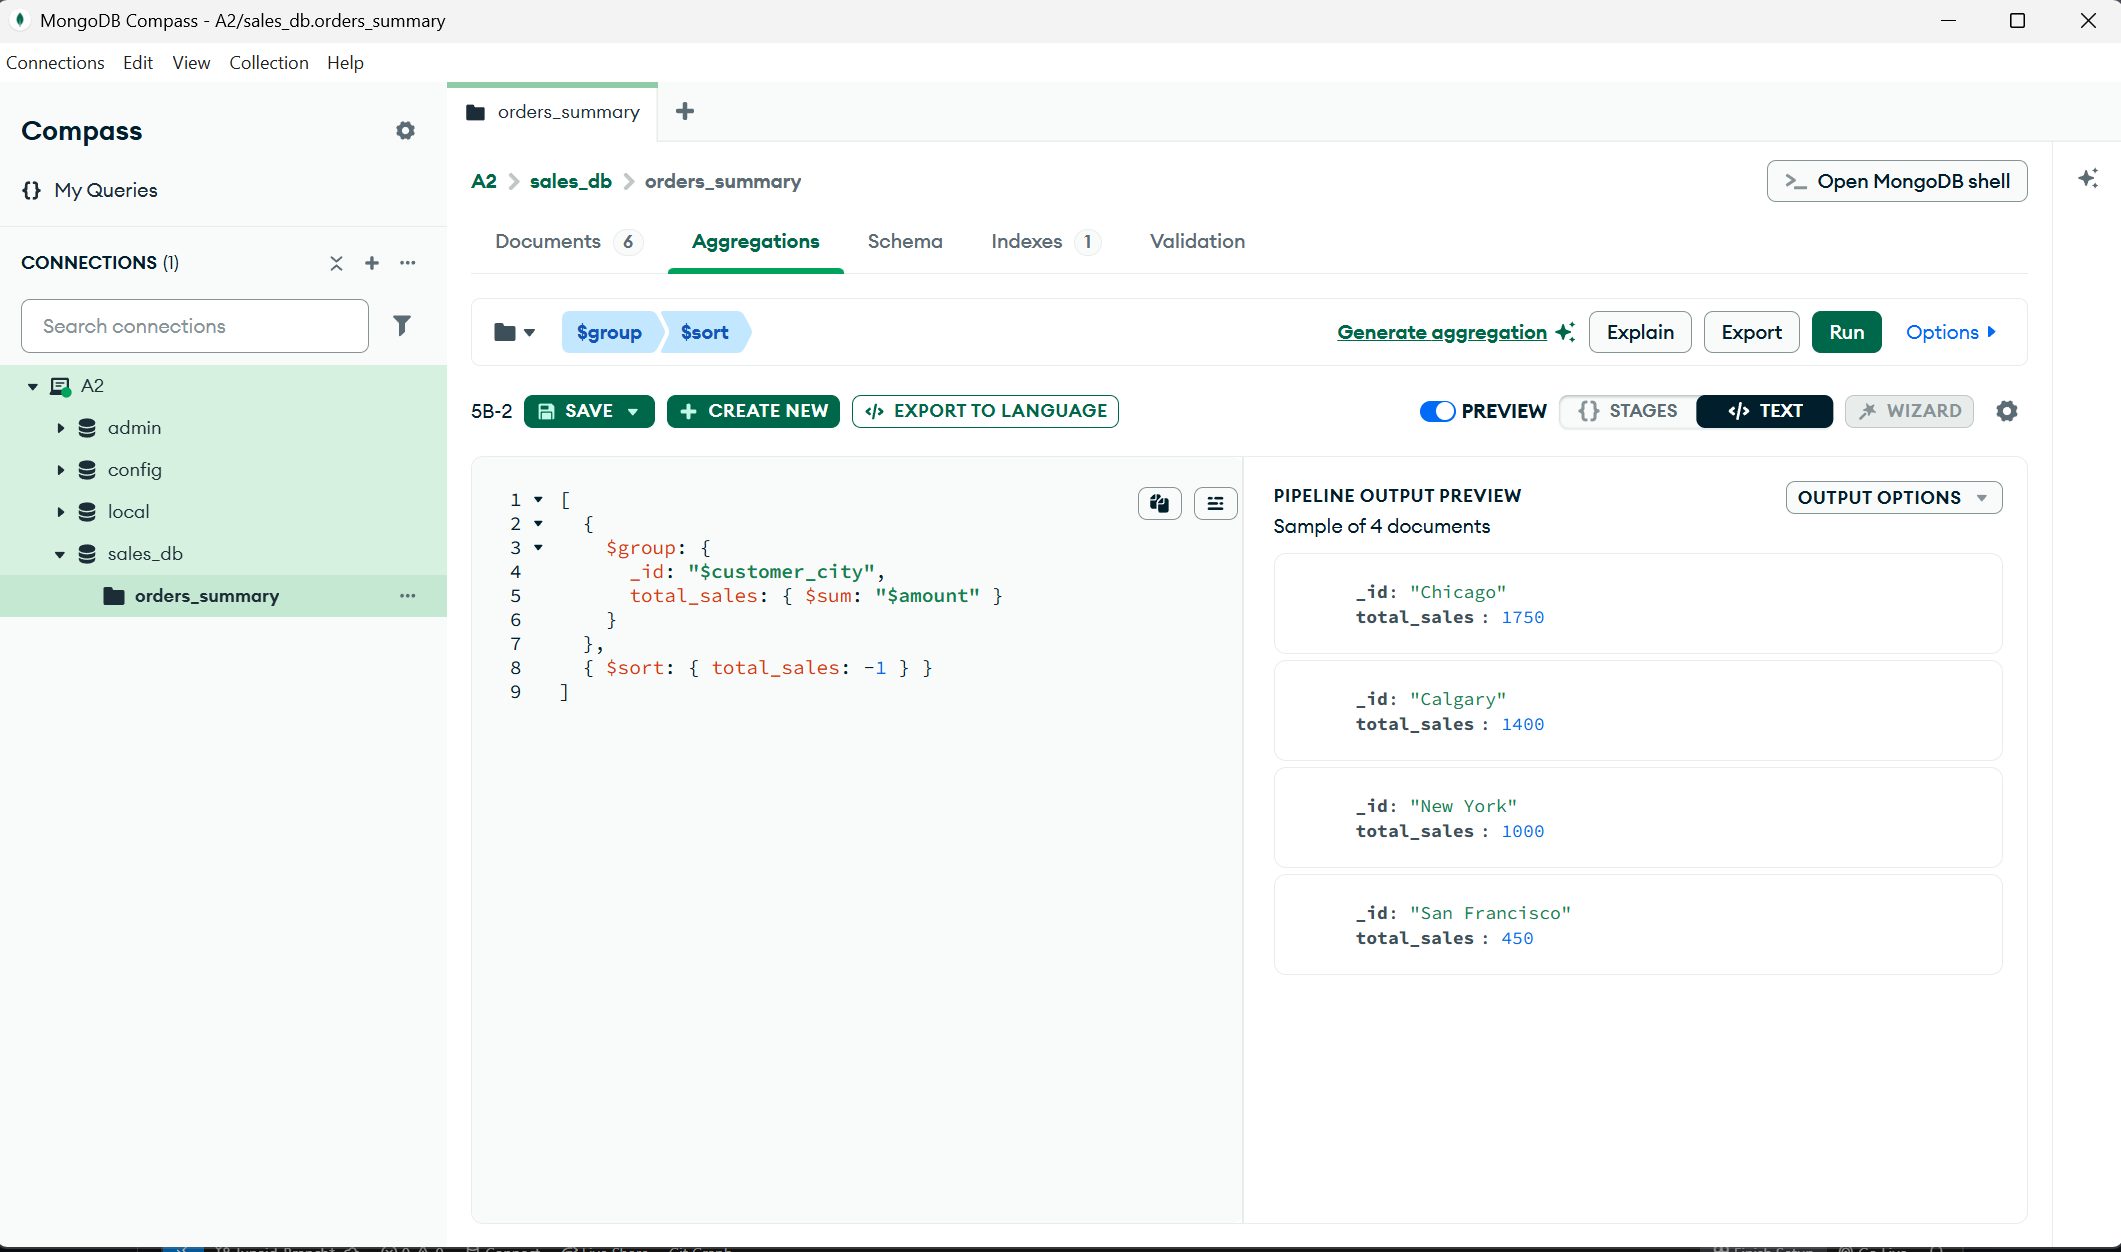 MongoDB Compass - A2/sales_db.orders_summary
Connections Edit View Collection Help
Compass
{} My Queries
CONNECTIONS (1)
Search connections
A2
admin
config
local
sales_db
orders_summary
orders_summary
A2 > sales_db > orders_summary
>_ Open MongoDB shell
Documents 6 Aggregations Schema Indexes 1 Validation
$group $sort
Generate aggregation Explain Export Run Options
5B-2 SAVE + CREATE NEW </> EXPORT TO LANGUAGE
PREVIEW {} STAGES </> TEXT WIZARD
1 [
2 {
3 $group: {
4 _id: "$customer_city",
5 total_sales: { $sum: "$amount" }
6 }
7 },
8 { $sort: { total_sales: -1 } }
9 ]
PIPELINE OUTPUT PREVIEW
OUTPUT OPTIONS
Sample of 4 documents
_id: "Chicago"
total_sales : 1750
_id: "Calgary"
total_sales : 1400
_id: "New York"
total_sales : 1000
_id: "San Francisco"
total_sales : 450